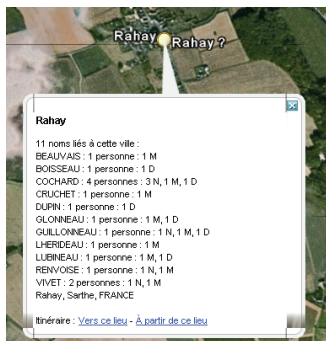 Rahay
Rahay ?
Rahay
11 noms liés à cette ville :
BEAUVAIS : 1 personne : 1 M
BOISSEAU : 1 personne : 1 D
COCHARD : 4 personnes : 3 N, 1 M, 1 D
CRUCHET : 1 personne : 1 M
DUPIN : 1 personne : 1 D
GLONNEAU : 1 personne : 1 M, 1 D
GUILLONNEAU : 1 personne : 1 N, 1 M, 1 D
LHERIDEAU : 1 personne : 1 M
LUBINEAU : 1 personne : 1 M, 1 D
RENVOISE : 1 personne : 1 N, 1 M
VIVET : 2 personnes : 1 N, 1 M
Rahay, Sarthe, FRANCE
Itinéraire : Vers ce lieu - À partir de ce lieu